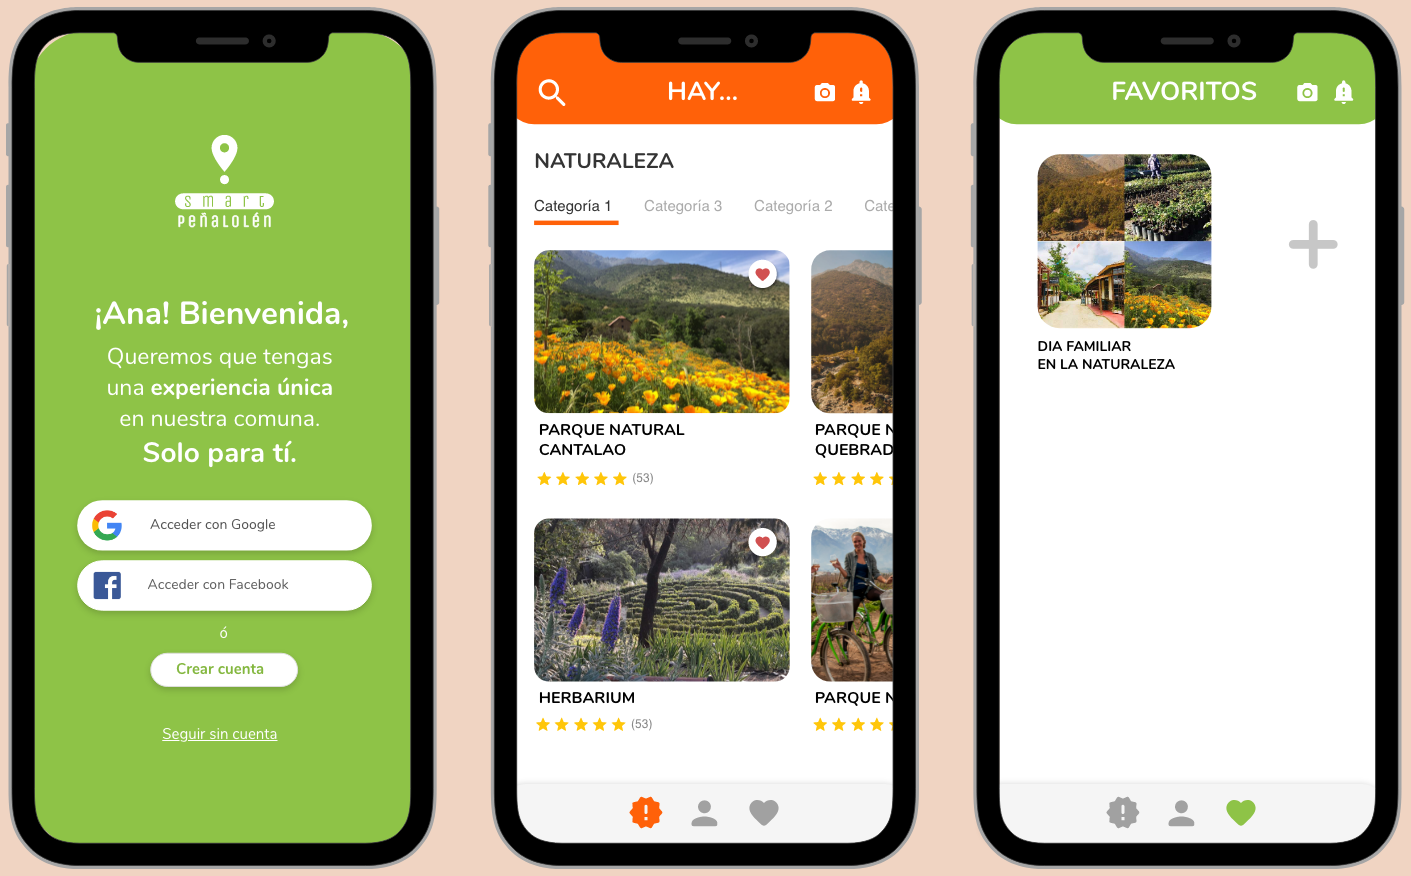 smart
PEÑALOLÉN
¡Ana! Bienvenida,
Queremos que tengas
una experiencia única
en nuestra comuna.
Solo para tí.
Acceder con Google
Acceder con Facebook
ó
Crear cuenta
Seguir sin cuenta
HAY...
NATURALEZA
Categoría 1 Categoría 3 Categoría 2 Cate
PARQUE NATURAL
CANTALAO
(53)
PARQUE N
QUEBRAD
HERBARIUM
(53)
PARQUE N
FAVORITOS
DIA FAMILIAR
EN LA NATURALEZA